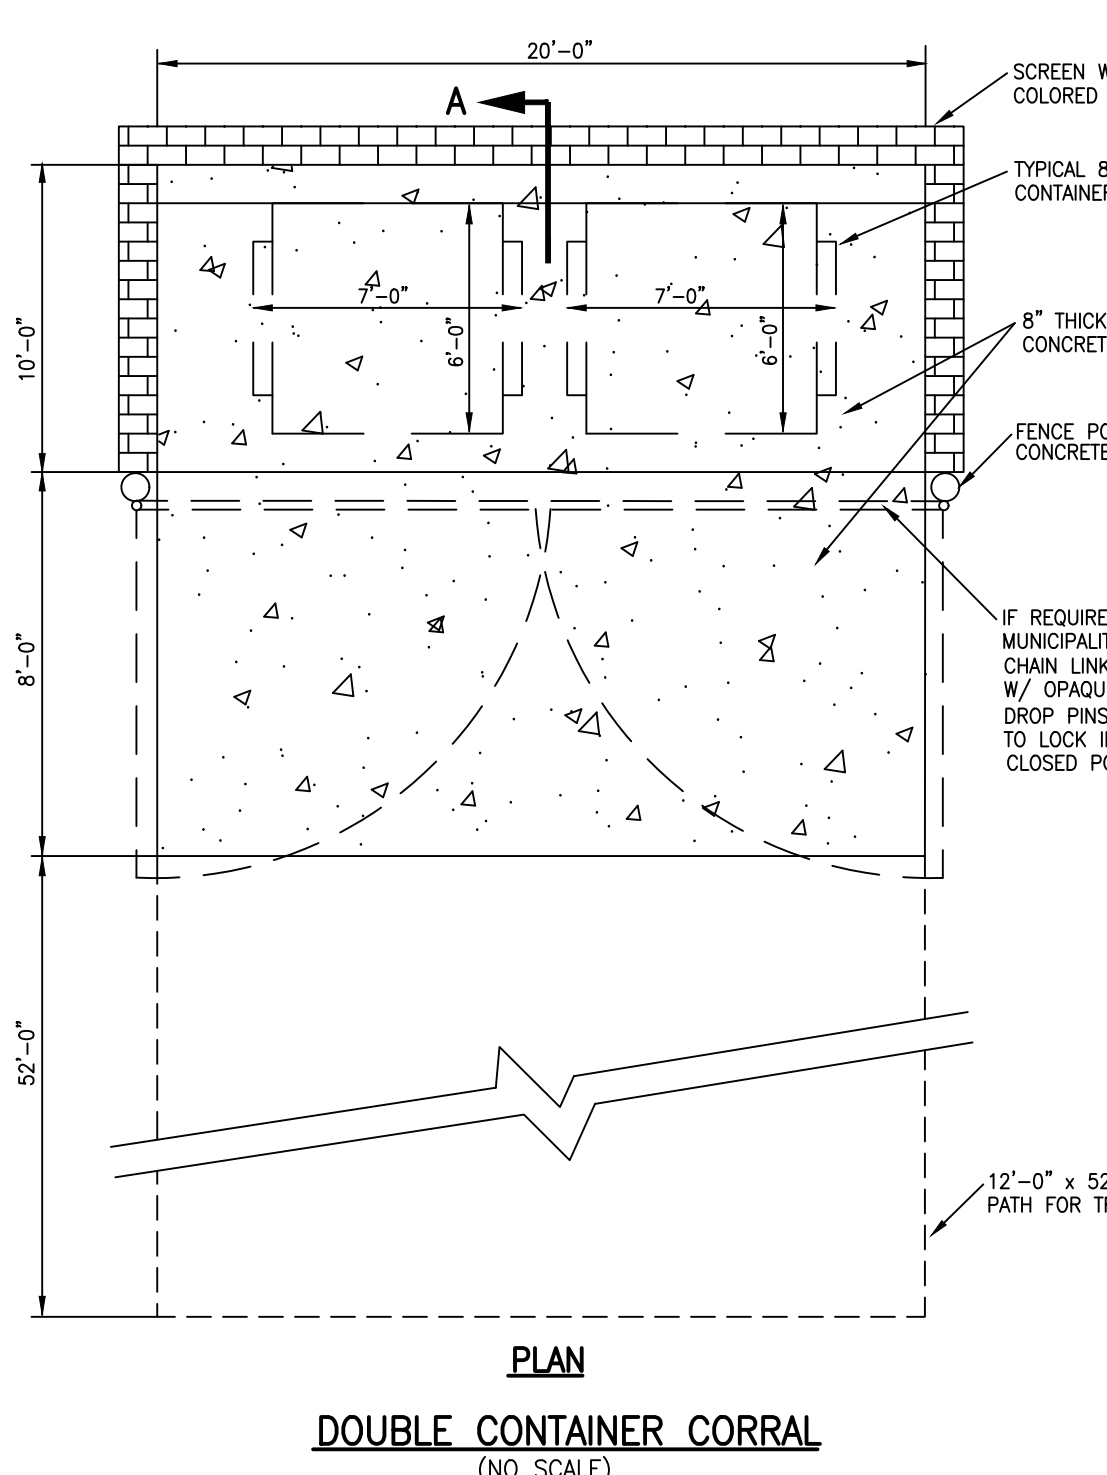 20'-0"
A
SCREEN W
COLORED
TYPICAL 8
CONTAINER
7'-0"
7'-0"
6'-0"
6'-0"
10'-0"
8" THICK
CONCRET
FENCE PO
CONCRETE
8'-0"
IF REQUIRE
MUNICIPALIT
CHAIN LINK
W/ OPAQU
DROP PINS
TO LOCK I
CLOSED PO
52'-0"
12'-0" x 52
PATH FOR T
PLAN
DOUBLE CONTAINER CORRAL
(NO SCALE)